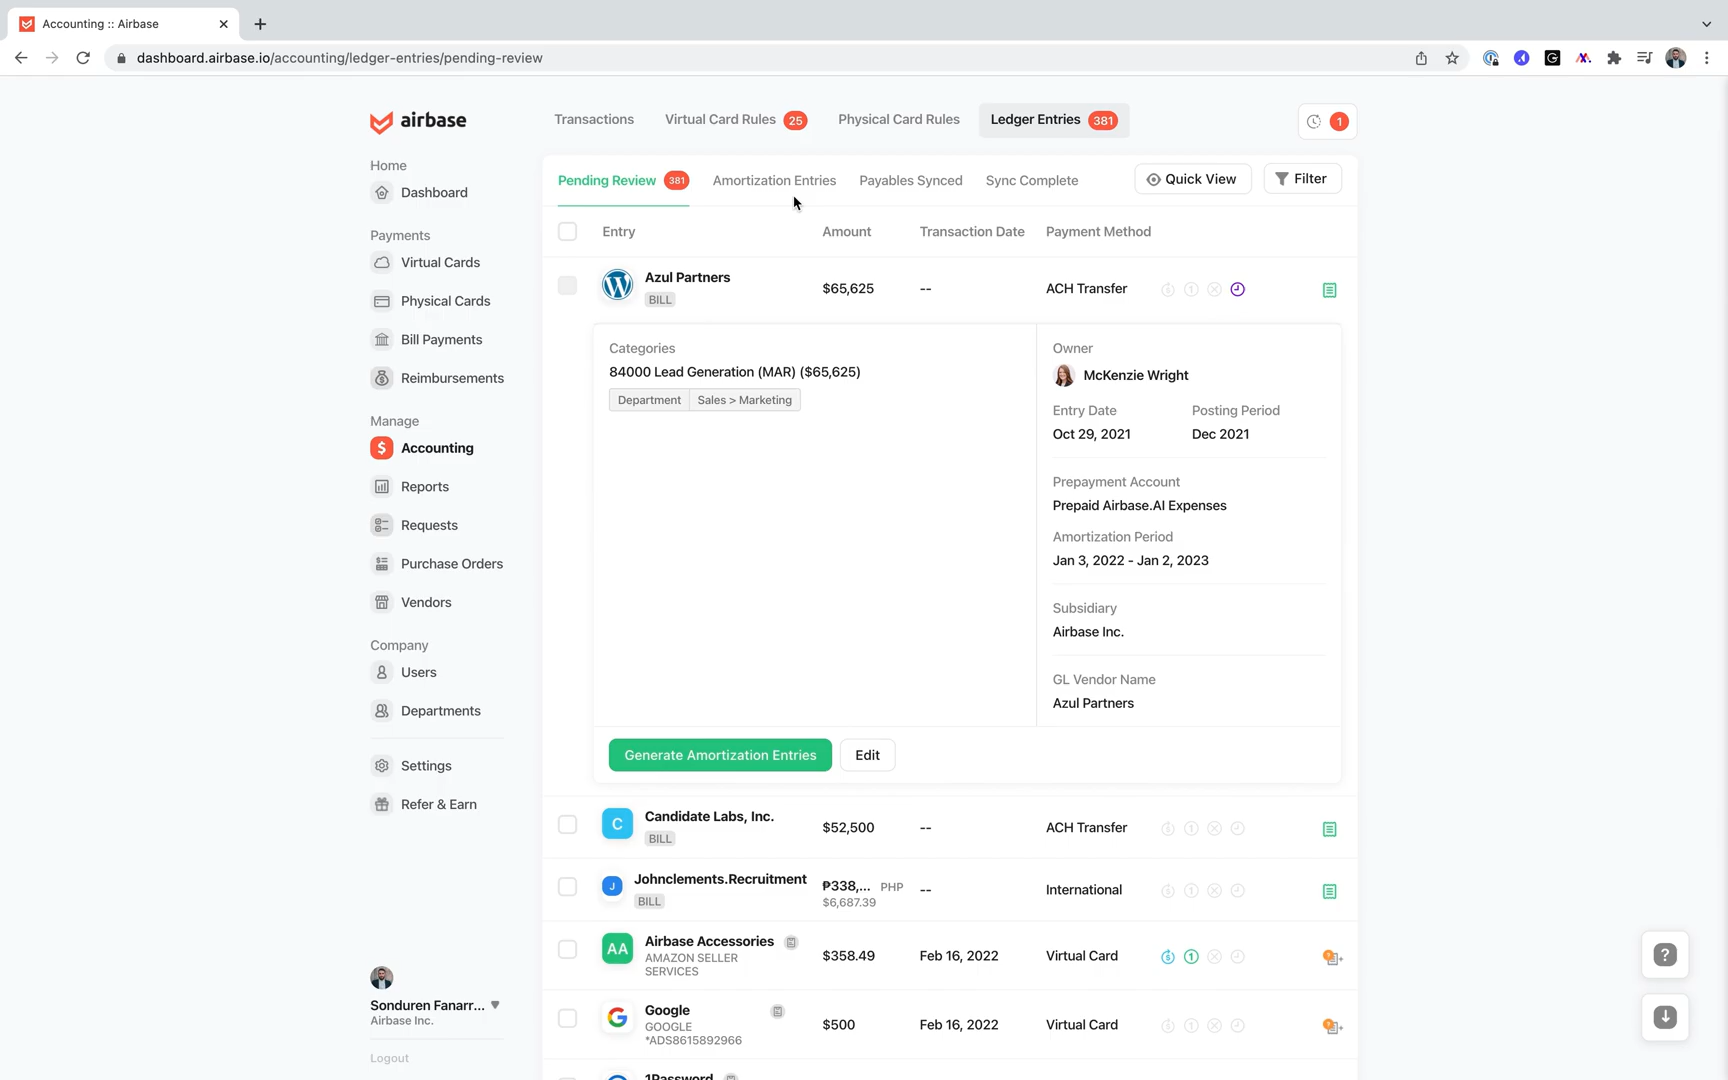 Accounting :: Airbase
dashboard.airbase.io/accounting/ledger-entries/pending-review
airbase
Transactions
Virtual Card Rules 25
Physical Card Rules
Ledger Entries 381
1
Home
Dashboard
Payments
Virtual Cards
Physical Cards
Bill Payments
Reimbursements
Manage
$ Accounting
Reports
Requests
Purchase Orders
Vendors
Company
Users
Departments
Settings
Refer & Earn
Sonduren Fanarr...
Airbase Inc.
Logout
Pending Review 381
Amortization Entries
Payables Synced
Sync Complete
Quick View
Filter
Entry Amount Transaction Date Payment Method
Azul Partners
BILL
$65,625 -- ACH Transfer
Categories
84000 Lead Generation (MAR) ($65,625)
Department Sales > Marketing
Owner
McKenzie Wright
Entry Date Posting Period
Oct 29, 2021 Dec 2021
Prepayment Account
Prepaid Airbase.AI Expenses
Amortization Period
Jan 3, 2022 - Jan 2, 2023
Subsidiary
Airbase Inc.
GL Vendor Name
Azul Partners
Generate Amortization Entries Edit
C
Candidate Labs, Inc.
BILL
$52,500 -- ACH Transfer
J
Johnclements.Recruitment
BILL
₱338,... PHP
$6,687.39
-- International
AA
Airbase Accessories
AMAZON SELLER
SERVICES
$358.49 Feb 16, 2022 Virtual Card
Google
GOOGLE
*ADS8615892966
$500 Feb 16, 2022 Virtual Card
1Password
?